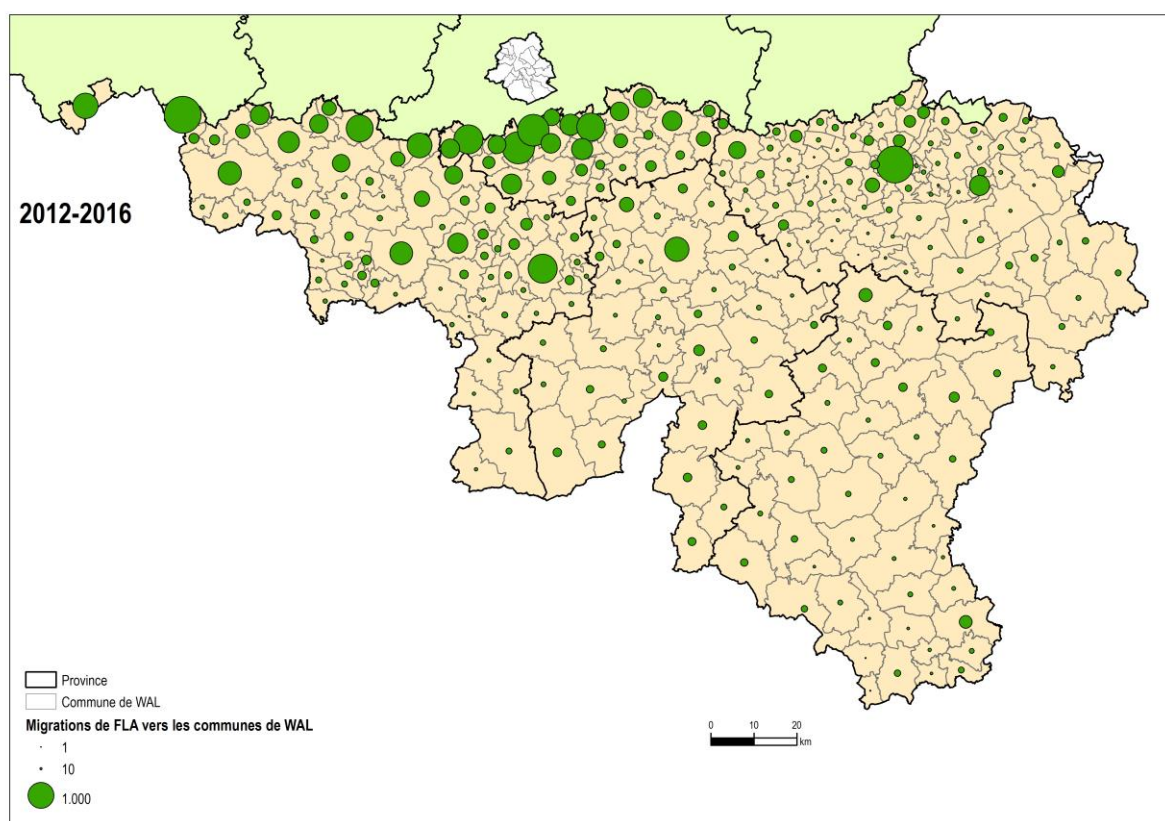 2012-2016
Province
Commune de WAL
Migrations de FLA vers les communes de WAL
1
10
1.000
0 10 20
km